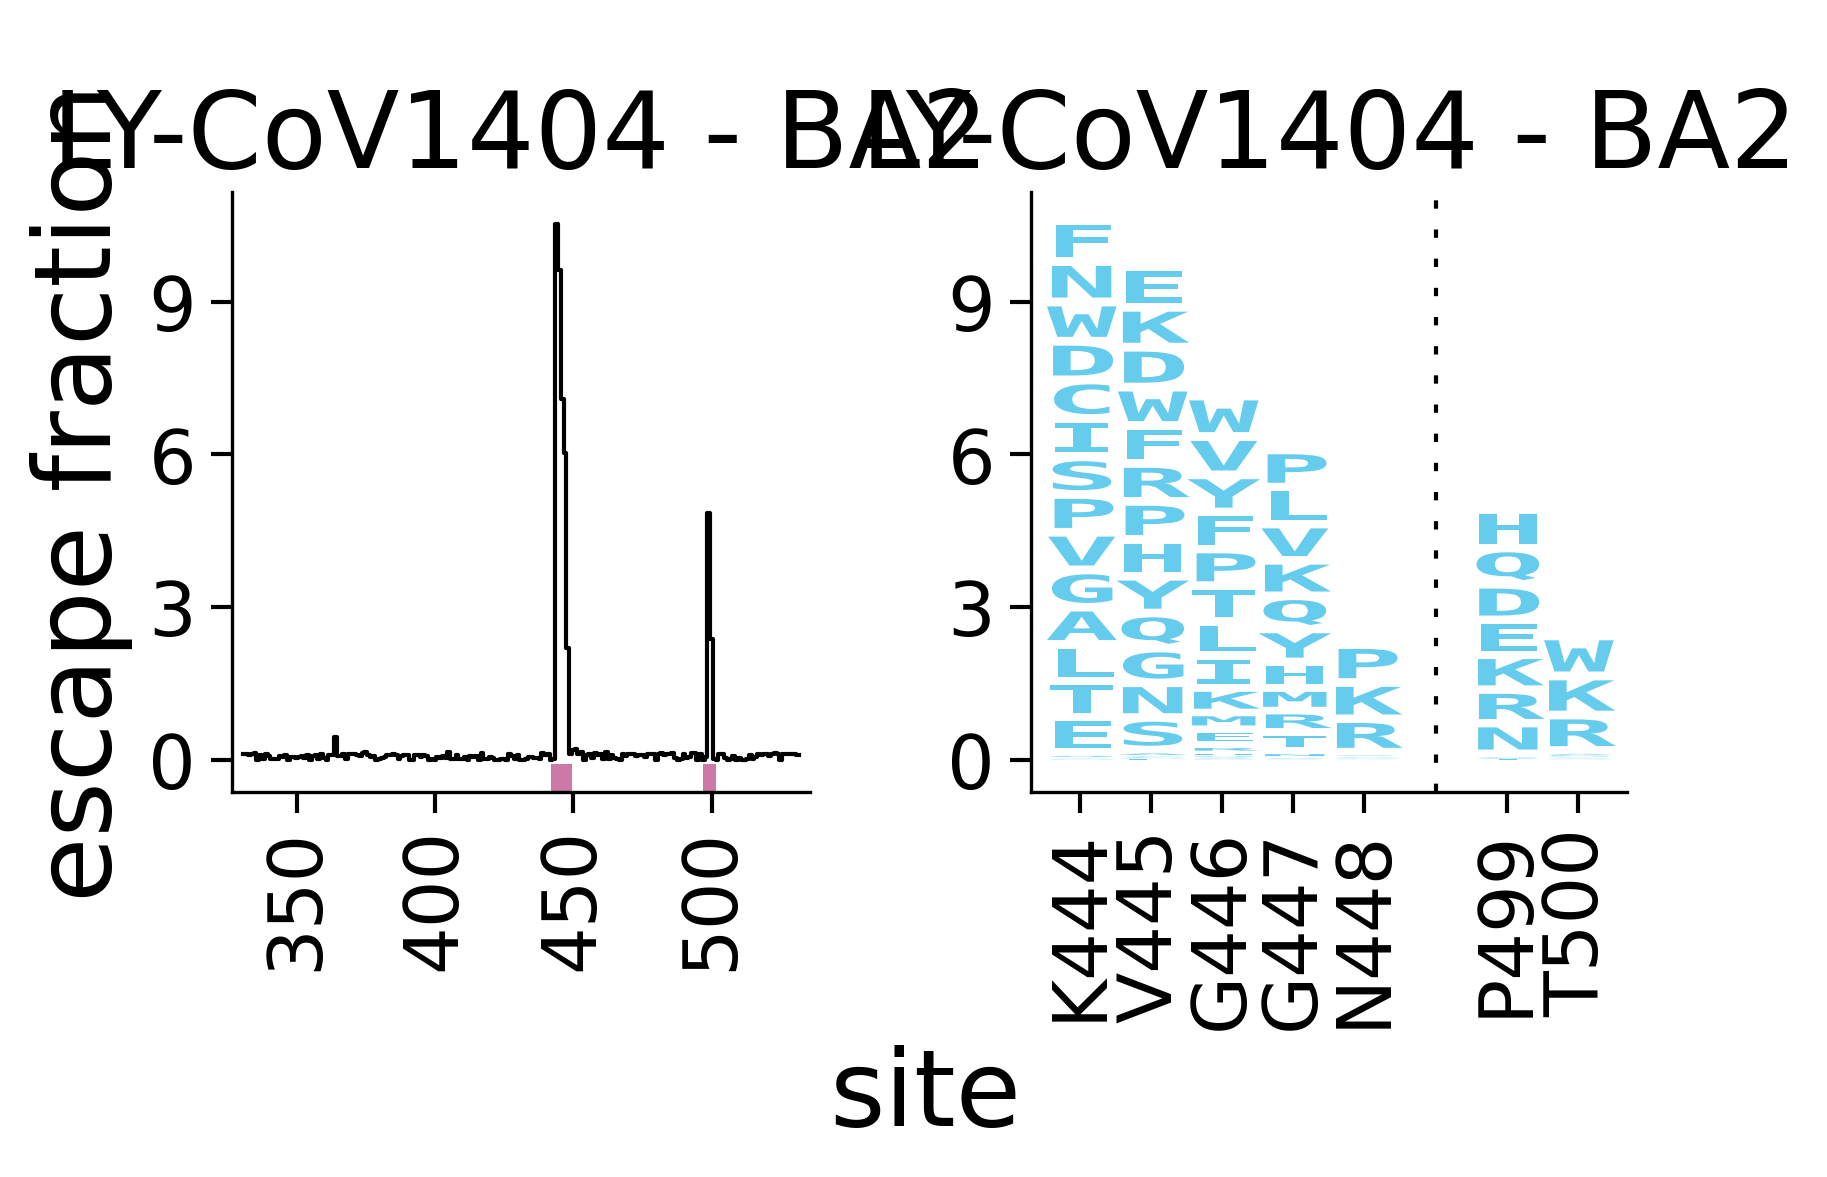 LY-CoV1404 - BA2
LY-CoV1404 - BA2
escape fraction
9
6
3
0
350
400
450
500
9
6
3
0
F
N
W
D
C
I
S
P
V
G
A
L
T
E
E
K
D
W
F
R
P
H
Y
Q
G
N
S
W
V
Y
F
P
T
L
I
K
M
E
R
P
L
V
K
Q
Y
H
M
R
T
N
P
K
R
H
Q
D
E
K
R
N
W
K
R
K444
V445
G446
G447
N448
P499
T500
site